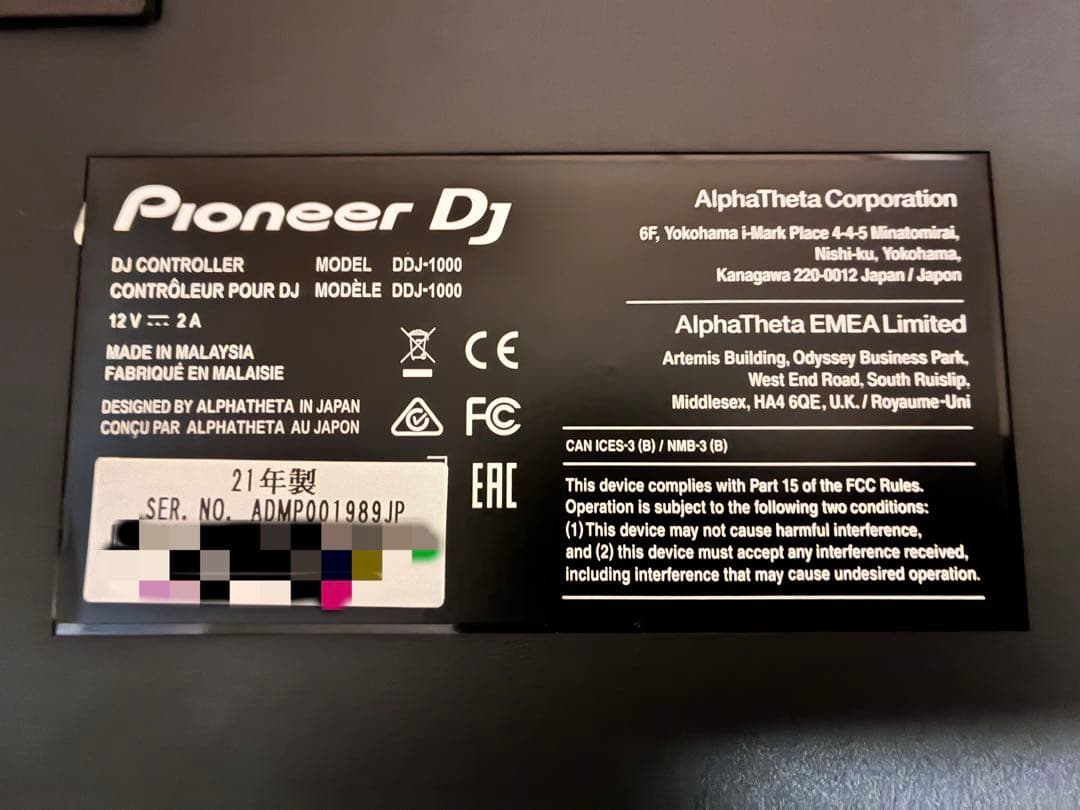 Pioneer Dj
DJ CONTROLLER MODEL DDJ-1000
CONTRÔLEUR POUR DJ MODÈLE DDJ-1000
12 V ⎓ 2 A
MADE IN MALAYSIA
FABRIQUÉ EN MALAISIE
DESIGNED BY ALPHATHETA IN JAPAN
CONÇU PAR ALPHATHETA AU JAPON
CE
FC
EAC
21年製
SER. NO. ADMP001989JP
AlphaTheta Corporation
6F, Yokohama i-Mark Place 4-4-5 Minatomirai,
Nishi-ku, Yokohama,
Kanagawa 220-0012 Japan / Japon
AlphaTheta EMEA Limited
Artemis Building, Odyssey Business Park,
West End Road, South Ruislip,
Middlesex, HA4 6QE, U.K. / Royaume-Uni
CAN ICES-3 (B) / NMB-3 (B)
This device complies with Part 15 of the FCC Rules.
Operation is subject to the following two conditions:
(1) This device may not cause harmful interference,
and (2) this device must accept any interference received,
including interference that may cause undesired operation.